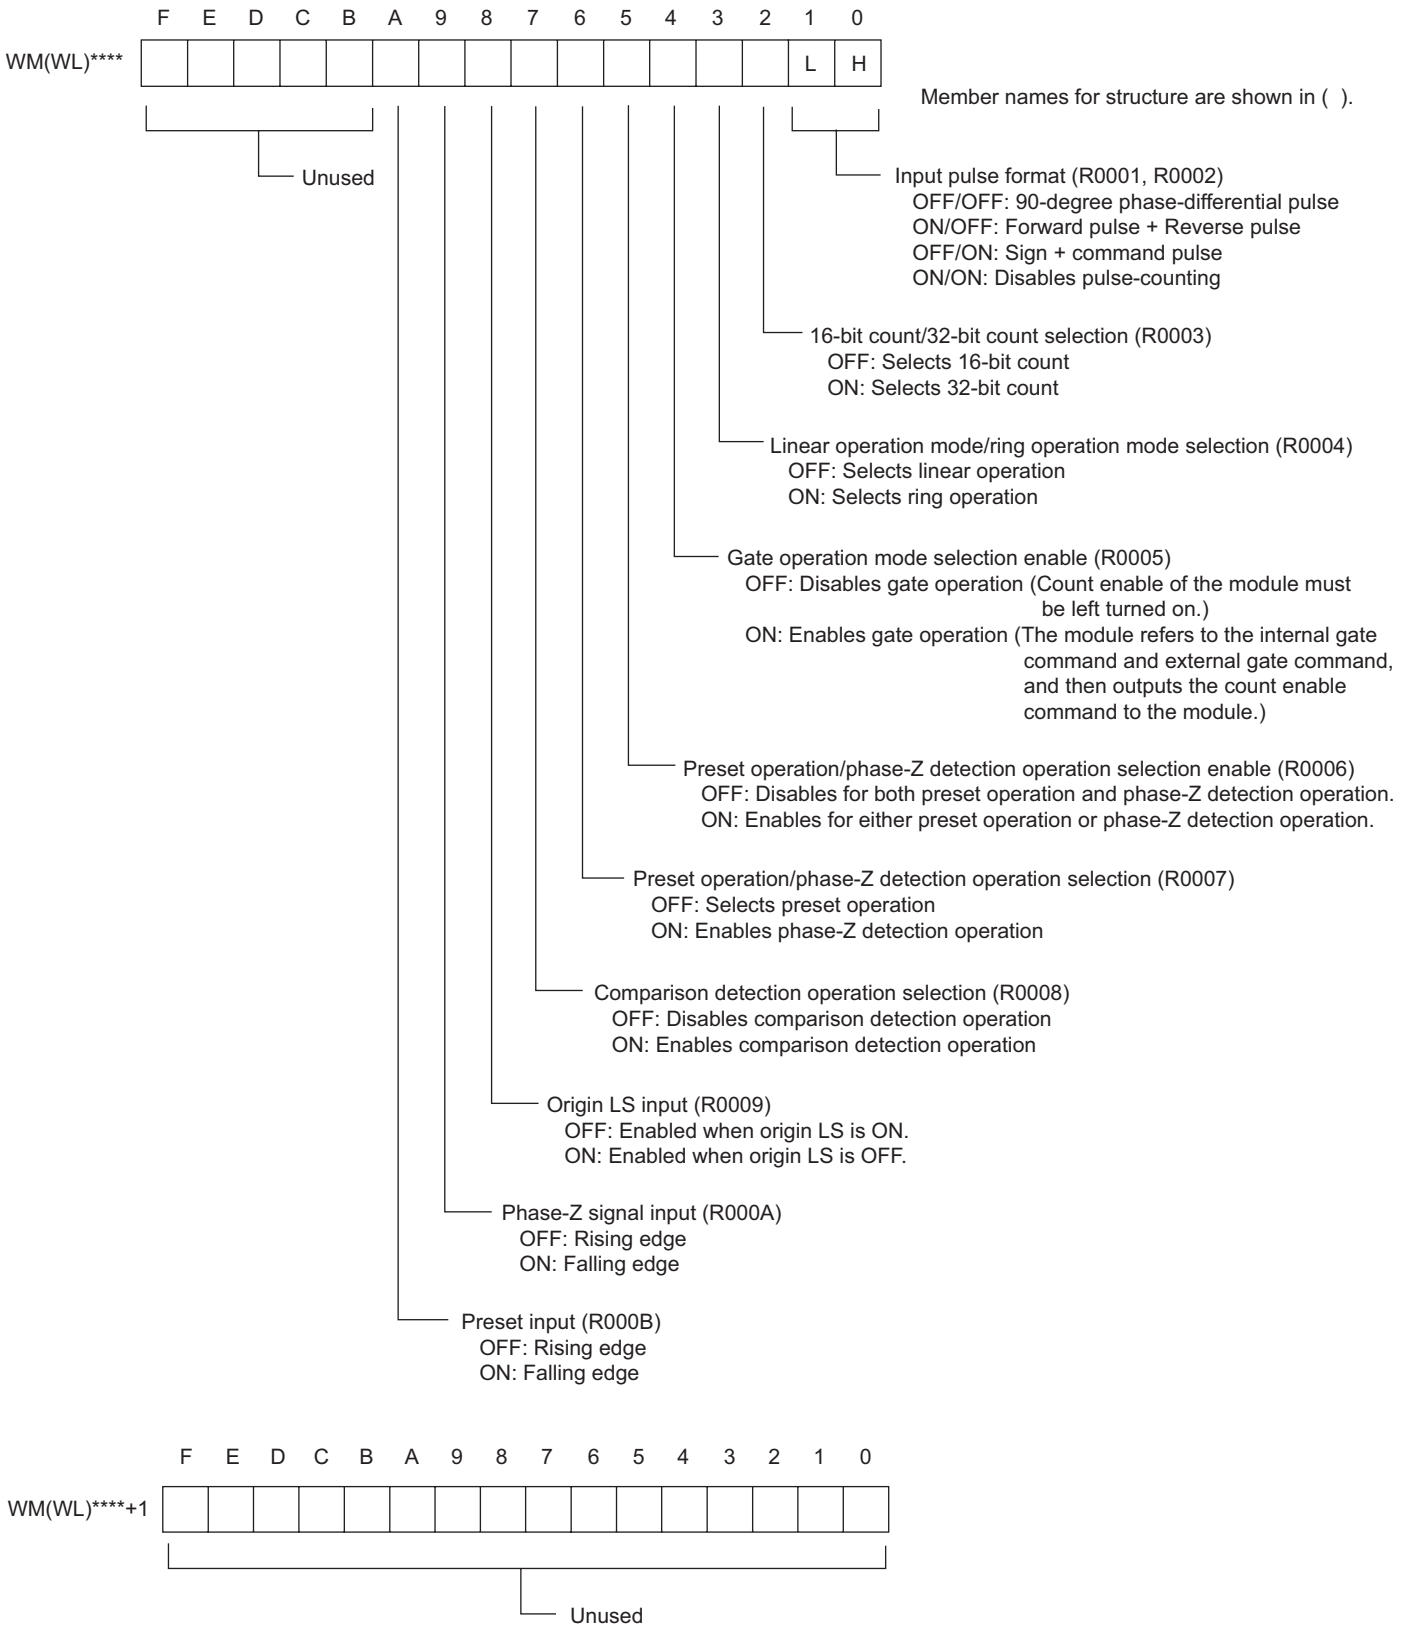 F E D C B A 9 8 7 6 5 4 3 2 1 0
WM(WL)**** L H
Member names for structure are shown in ( ).
Unused
Input pulse format (R0001, R0002)
OFF/OFF: 90-degree phase-differential pulse
ON/OFF: Forward pulse + Reverse pulse
OFF/ON: Sign + command pulse
ON/ON: Disables pulse-counting
16-bit count/32-bit count selection (R0003)
OFF: Selects 16-bit count
ON: Selects 32-bit count
Linear operation mode/ring operation mode selection (R0004)
OFF: Selects linear operation
ON: Selects ring operation
Gate operation mode selection enable (R0005)
OFF: Disables gate operation (Count enable of the module must
be left turned on.)
ON: Enables gate operation (The module refers to the internal gate
command and external gate command,
and then outputs the count enable
command to the module.)
Preset operation/phase-Z detection operation selection enable (R0006)
OFF: Disables for both preset operation and phase-Z detection operation.
ON: Enables for either preset operation or phase-Z detection operation.
Preset operation/phase-Z detection operation selection (R0007)
OFF: Selects preset operation
ON: Enables phase-Z detection operation
Comparison detection operation selection (R0008)
OFF: Disables comparison detection operation
ON: Enables comparison detection operation
Origin LS input (R0009)
OFF: Enabled when origin LS is ON.
ON: Enabled when origin LS is OFF.
Phase-Z signal input (R000A)
OFF: Rising edge
ON: Falling edge
Preset input (R000B)
OFF: Rising edge
ON: Falling edge
F E D C B A 9 8 7 6 5 4 3 2 1 0
WM(WL)****+1
Unused